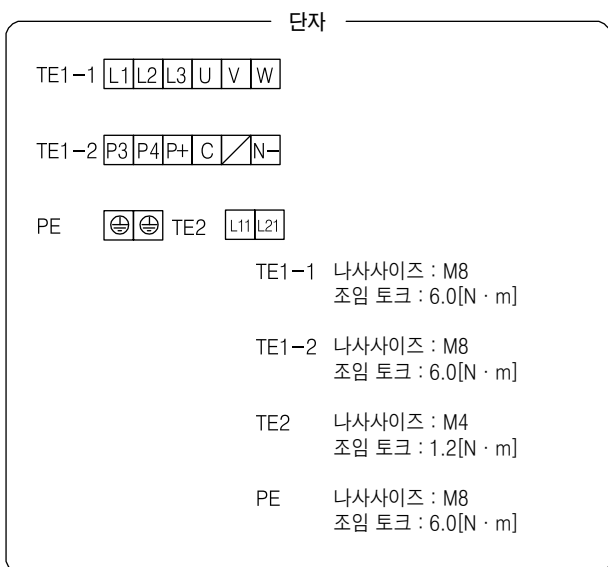 단자
TE1-1 L1 L2 L3 U V W
TE1-2 P3 P4 P+ C N-
PE TE2 L11 L21
TE1-1 나사사이즈 : M8
조임 토크 : 6.0[N · m]
TE1-2 나사사이즈 : M8
조임 토크 : 6.0[N · m]
TE2 나사사이즈 : M4
조임 토크 : 1.2[N · m]
PE 나사사이즈 : M8
조임 토크 : 6.0[N · m]